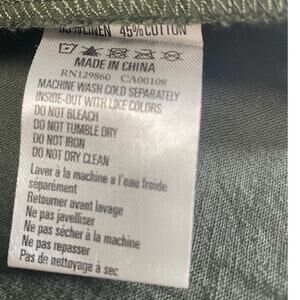 55% LINEN 45% COTTON
MADE IN CHINA
RN129860 CA00108
MACHINE WASH COLD SEPARATELY
INSIDE-OUT WITH LIKE COLORS
DO NOT BLEACH
DO NOT TUMBLE DRY
DO NOT IRON
DO NOT DRY CLEAN
Laver à la machine a l'eau froide
séparément
Retourner avant lavage
Ne pas javelliser
Ne pas sécher à la machine
Ne pas repasser
Pas de nettoyage à sec